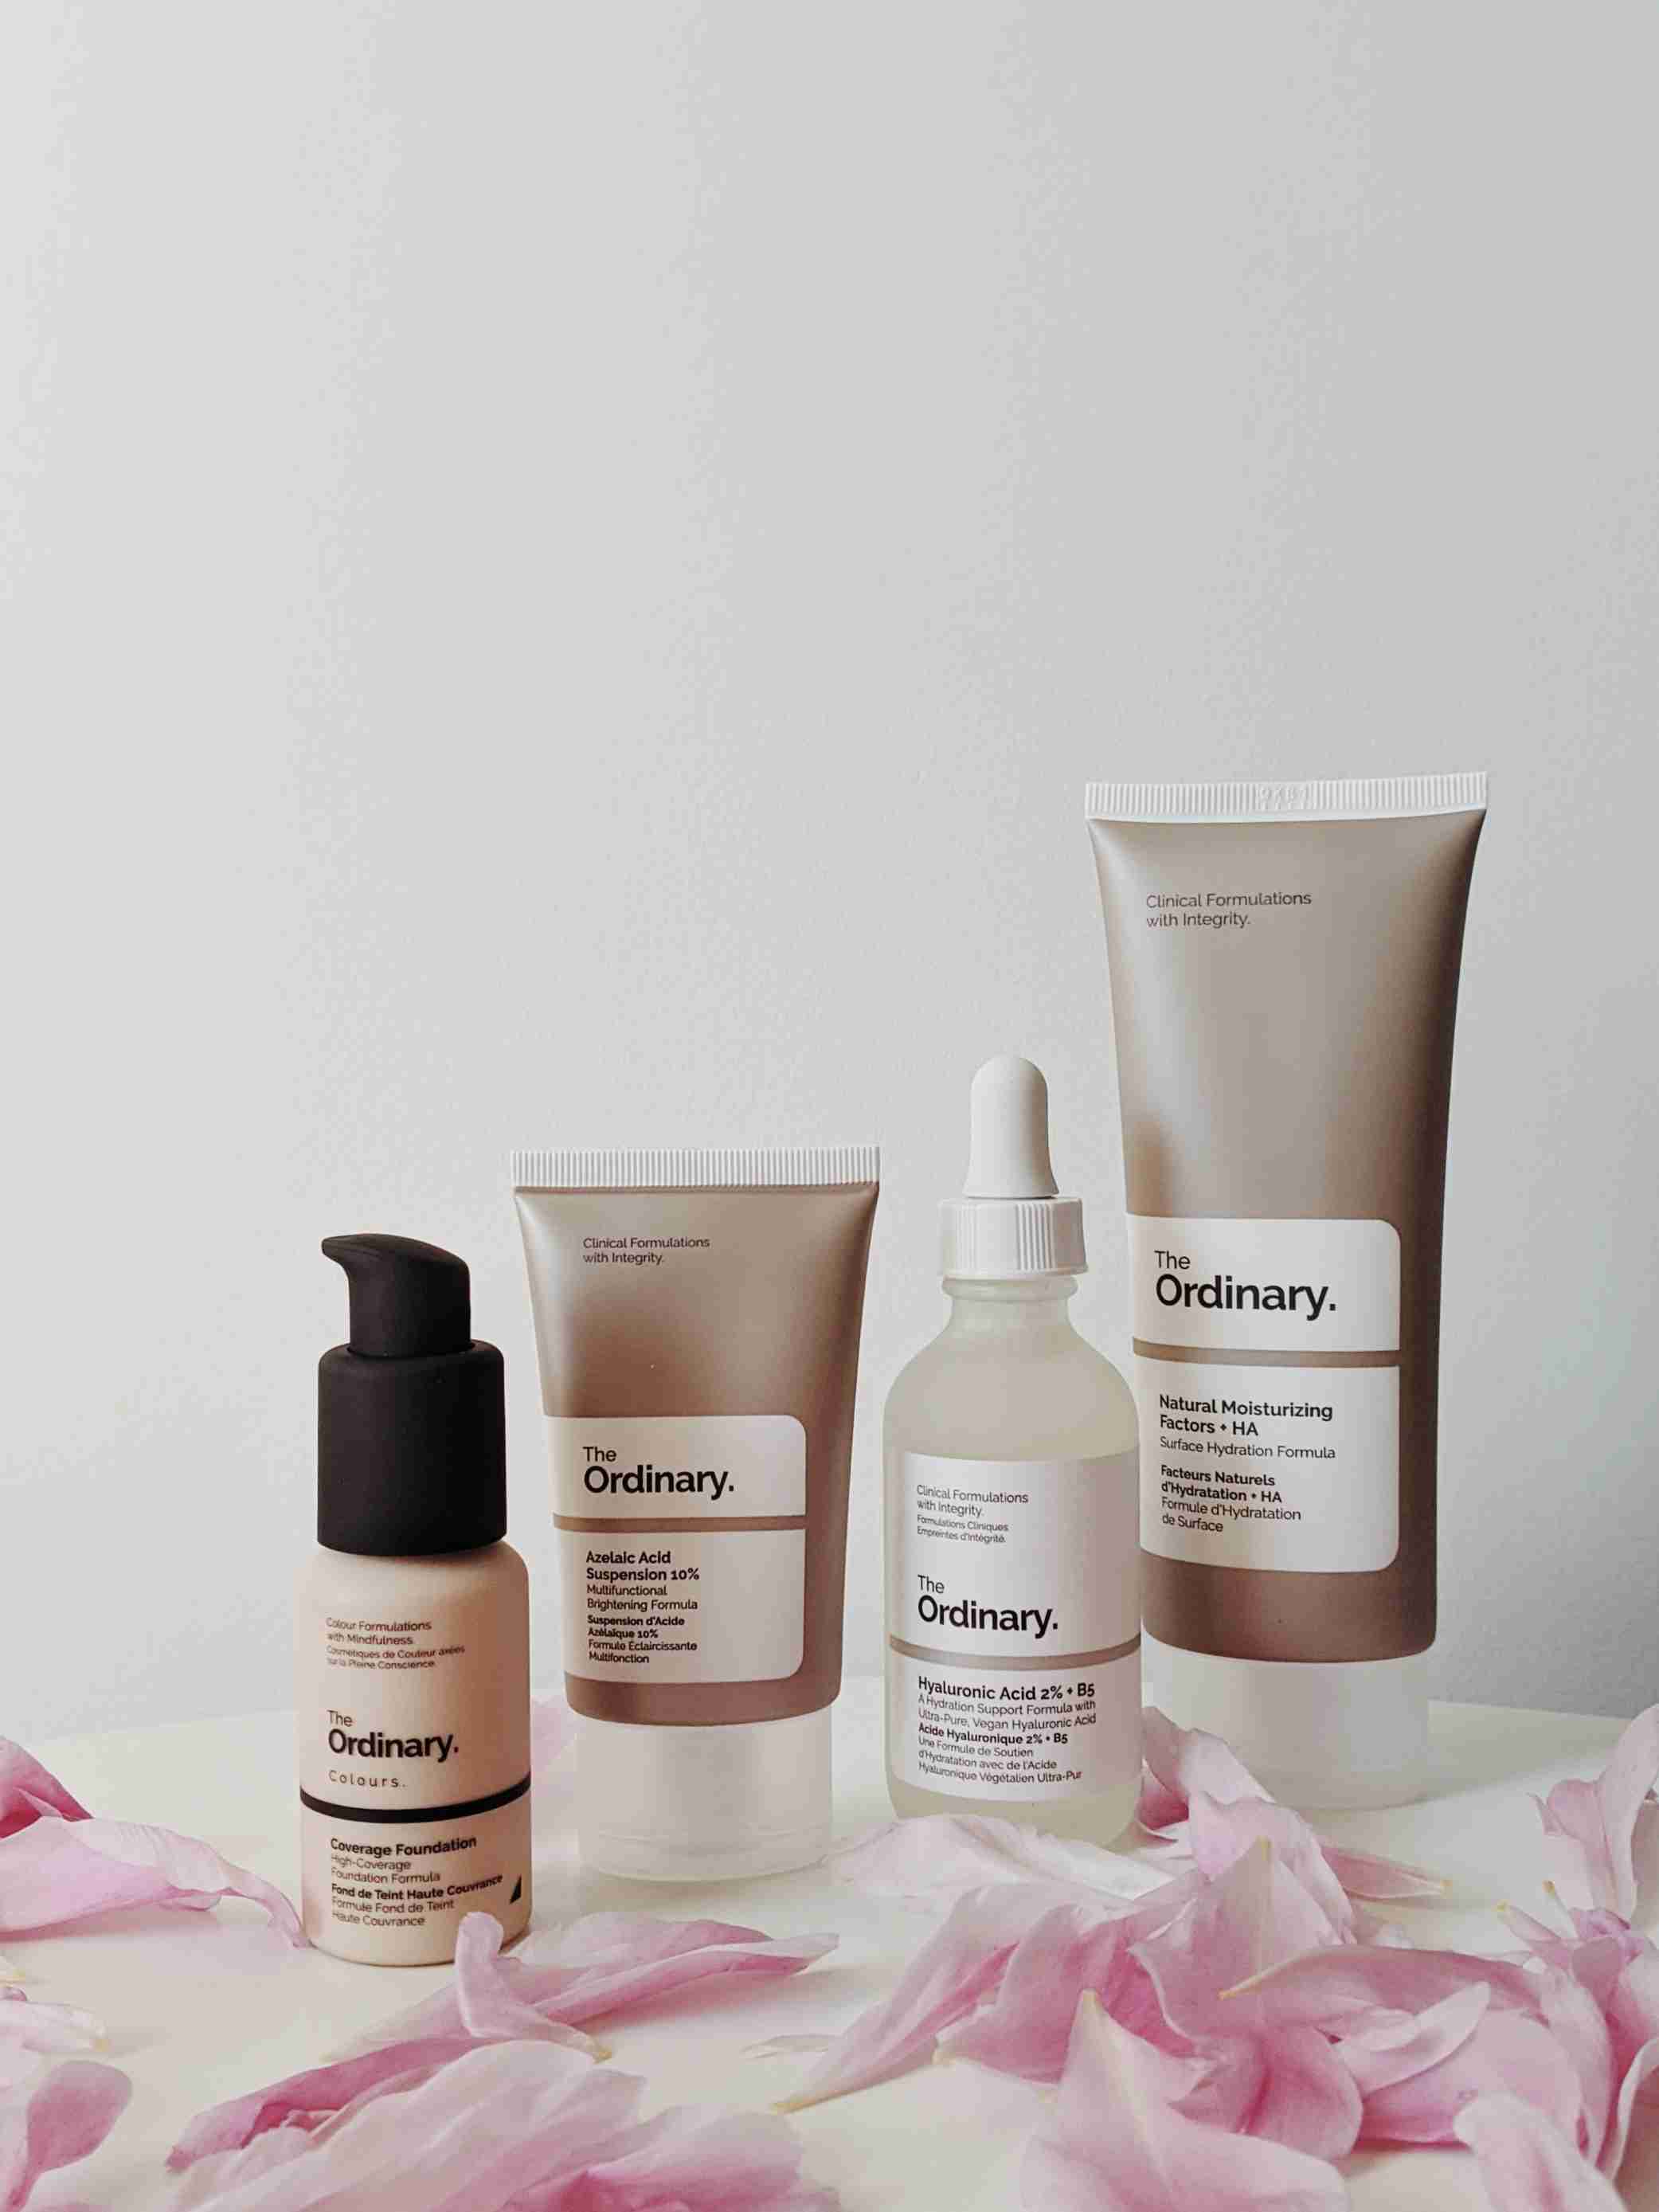 Colour Formulations
with Mindfulness.
Cosmétiques de Couleur axées
sur la Pleine Conscience.
The
Ordinary.
Colours.
Coverage Foundation
High-Coverage
Foundation Formula
Fond de Teint Haute Couvrance
Formule Fond de Teint
Haute Couvrance
Clinical Formulations
with Integrity.
The
Ordinary.
Azelaic Acid
Suspension 10%
Multifunctional
Brightening Formula
Suspension d'Acide
Azélaïque 10%
Formule Éclaircissante
Multifonction
Clinical Formulations
with Integrity.
Formulations Cliniques
Empreintes d'Intégrité.
The
Ordinary.
Hyaluronic Acid 2% + B5
A Hydration Support Formula with
Ultra-Pure, Vegan Hyaluronic Acid
Acide Hyaluronique 2% + B5
Une Formule de Soutien
d'Hydratation avec de l'Acide
Hyaluronique Végétalien Ultra-Pur
Clinical Formulations
with Integrity.
The
Ordinary.
Natural Moisturizing
Factors + HA
Surface Hydration Formula
Facteurs Naturels
d'Hydratation + HA
Formule d'Hydratation
de Surface